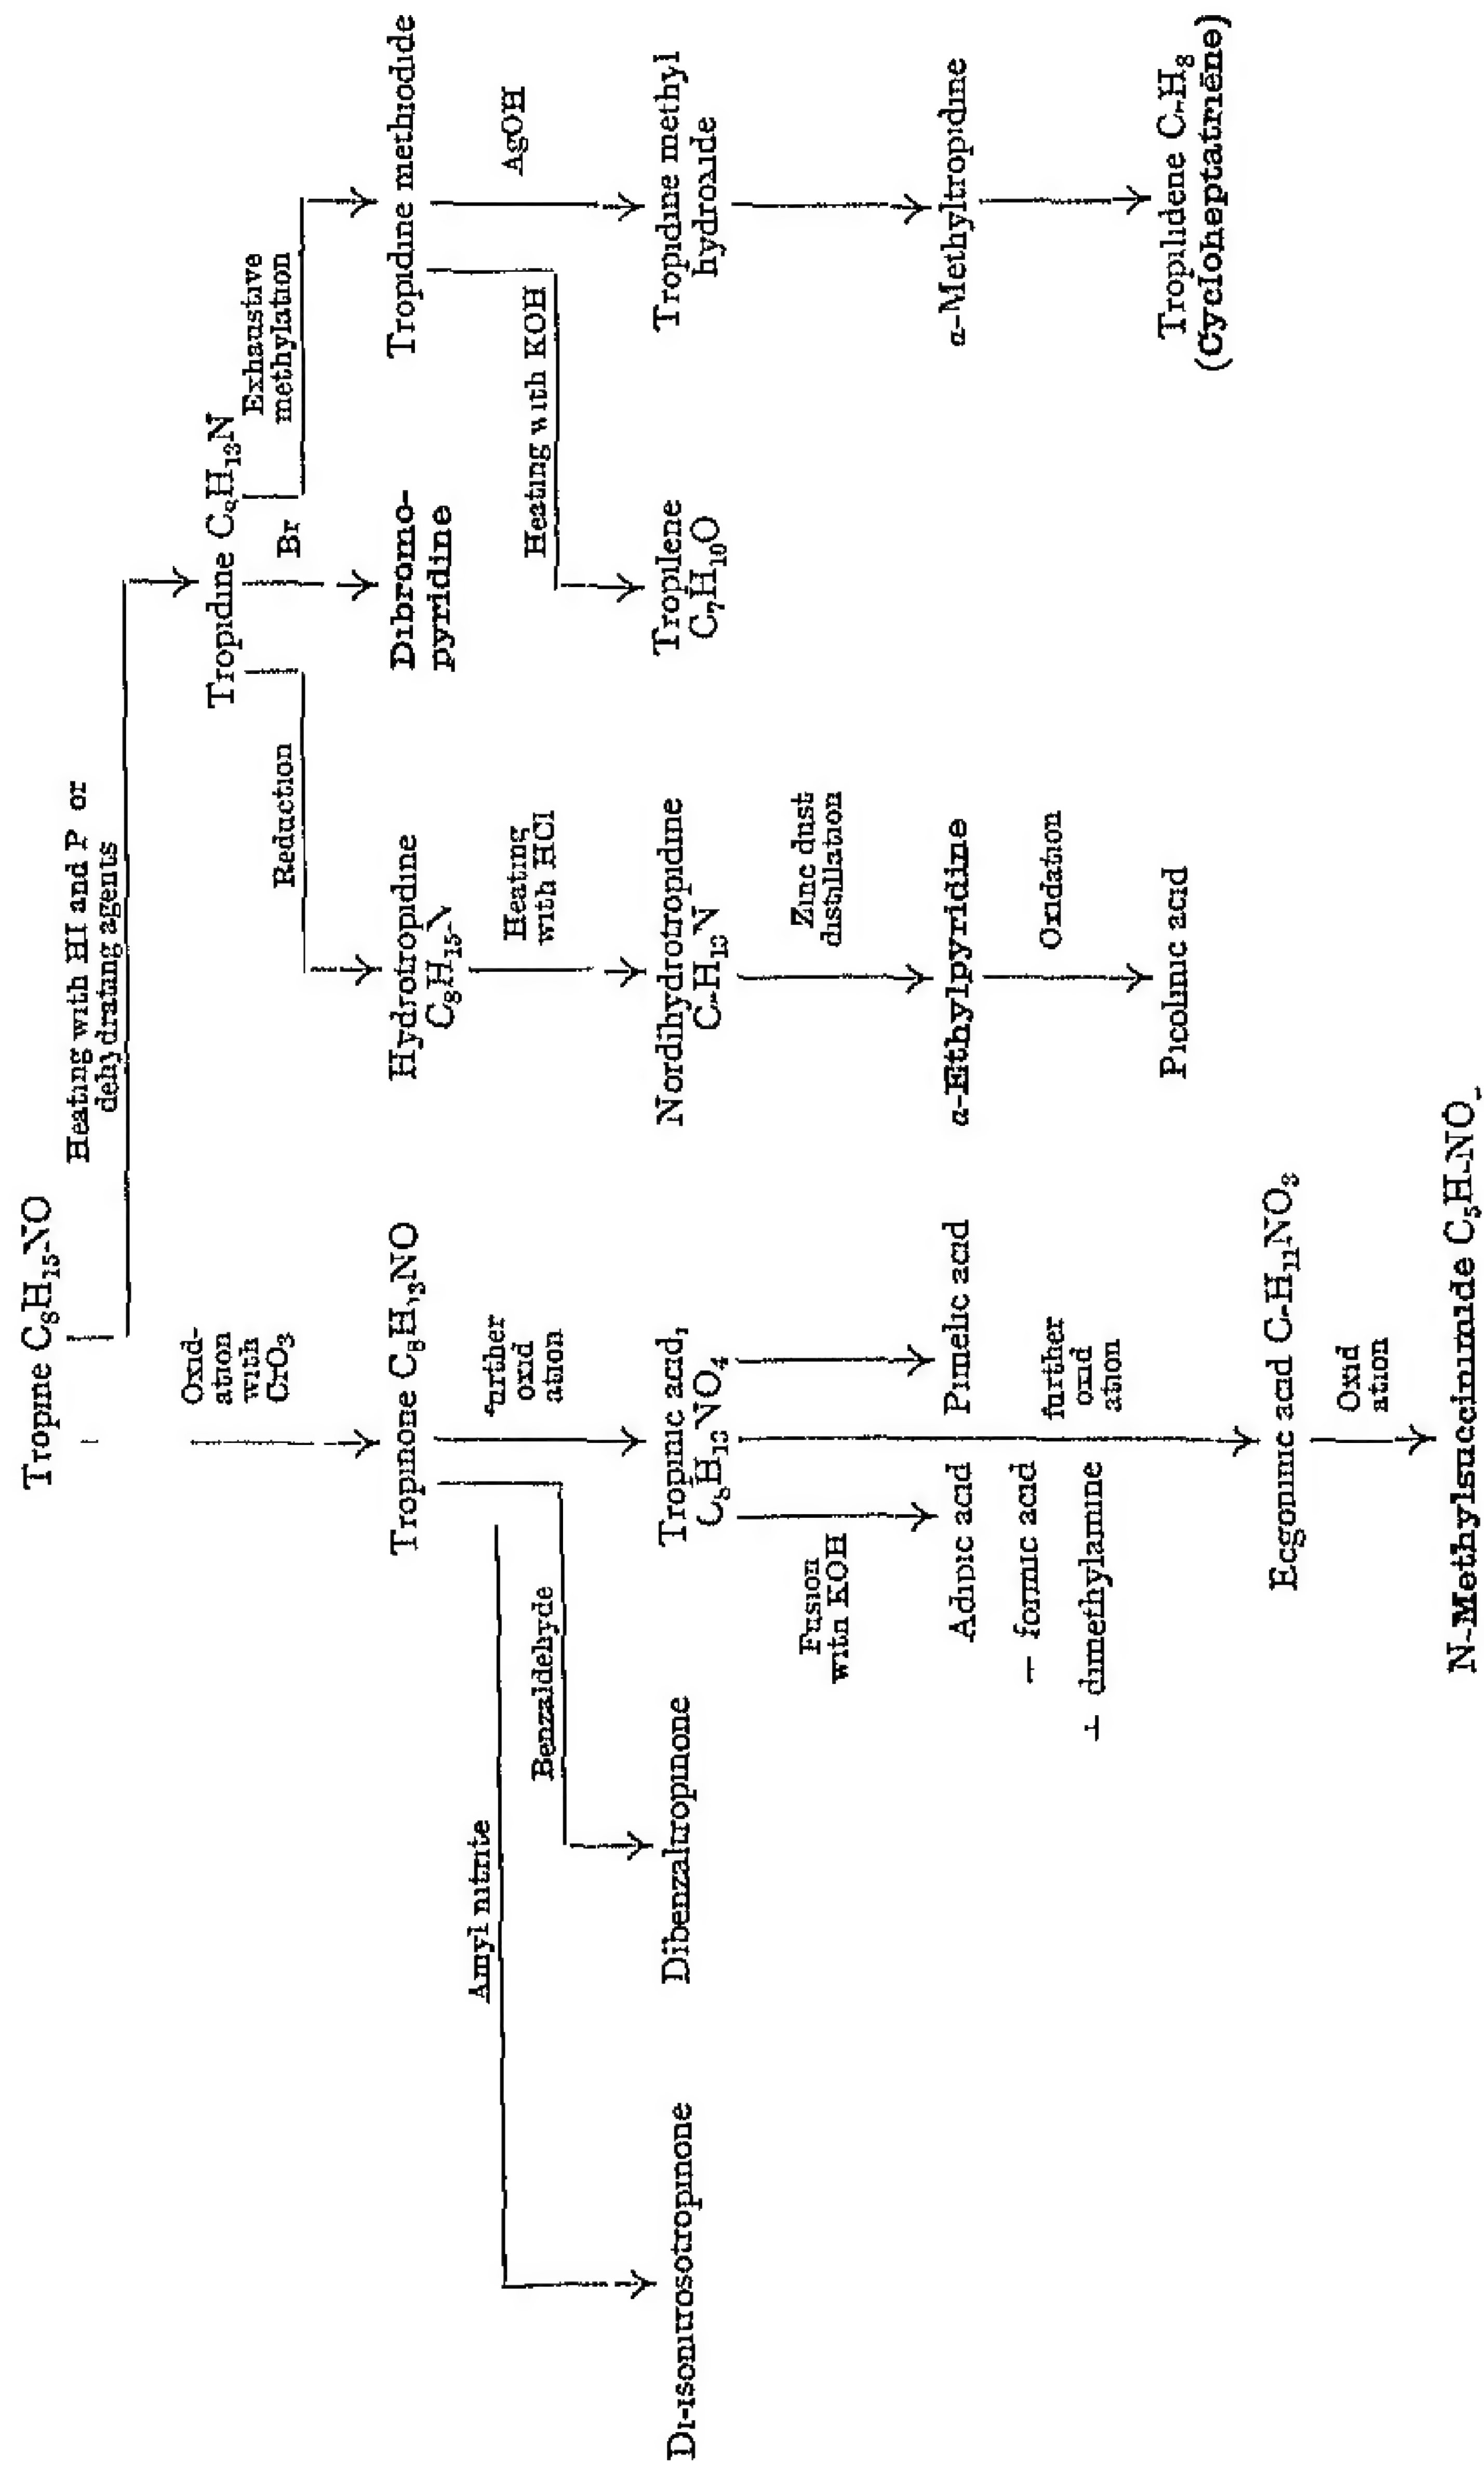 Tropine C₈H₁₅NO
Heating with HI and P or
dehydrating agents
Oxid-
ation
with
CrO₃
Tropidine C₈H₁₃N
Reduction
Br
Exhaustive
methylation
Tropinone C₈H₁₃NO
Hydrotropidine
C₈H₁₅N
Dibromo-
pyridine
Tropidine methiodide
Amyl nitrite
Benzaldehyde
further
oxid
ation
Heating
with HCl
Heating with KOH
AgOH
Di-isonitrosotropinone
Dibenzaltropinone
Tropinic acid,
C₈H₁₃NO₄
Nordihydrotropidine
C₇H₁₃N
Tropilene
C₇H₁₀O
Tropidine methyl
hydroxide
Fusion
with KOH
Zinc dust
distillation
Adipic acid
formic acid
dimethylamine
Pimelic acid
further
oxid
ation
α-Ethylpyridine
α-Methyltropidine
Oxidation
Picolinic acid
Tropilidene C₇H₈
(Cycloheptatriene)
Ecgoninic acid C₇H₁₁NO₃
Oxid
ation
N-Methylsuccinimide C₅H₇NO₂